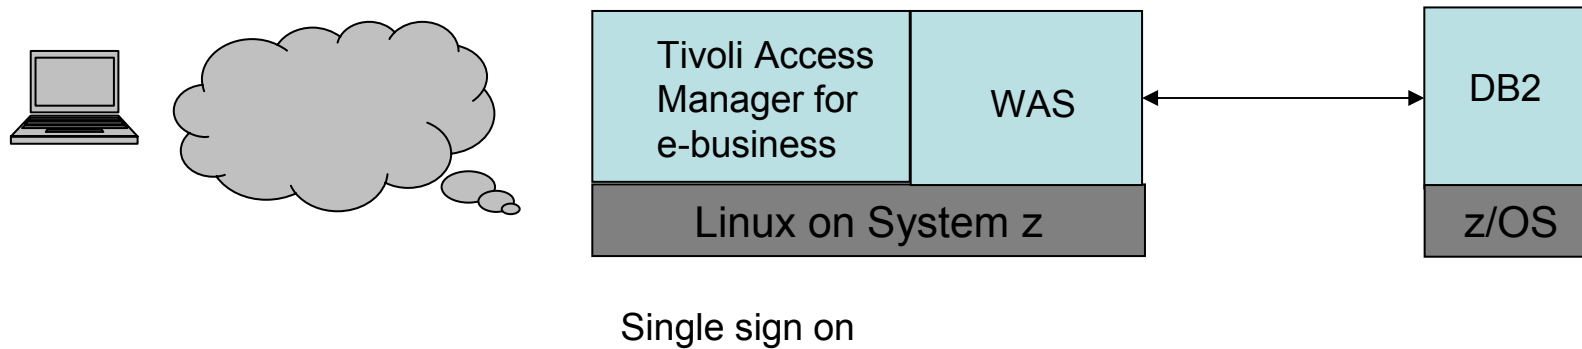 Tivoli Access
Manager for
e-business
WAS
DB2
Linux on System z
z/OS
Single sign on